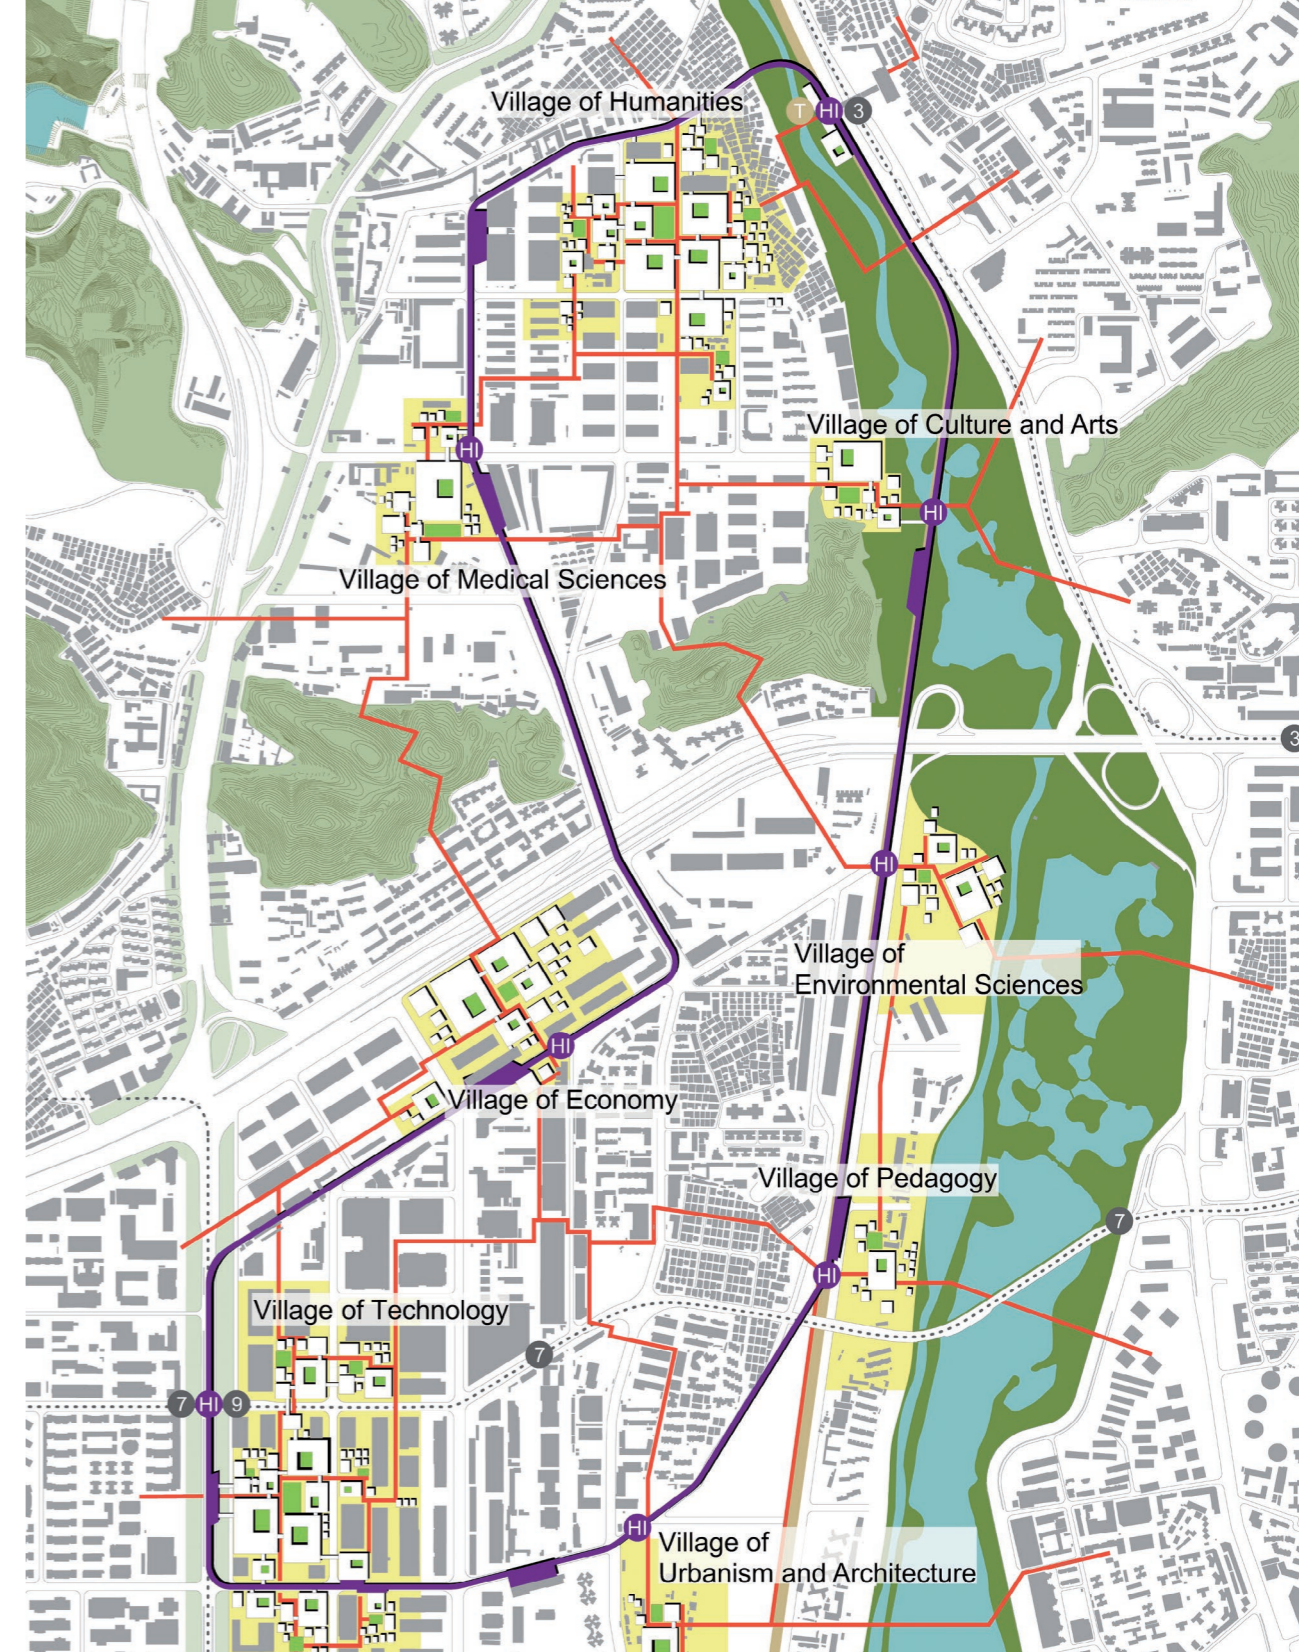 Village of Humanities
T HI 3
Village of Culture and Arts
HI
HI
Village of Medical Sciences
3
HI
Village of
Environmental Sciences
HI
Village of Economy
Village of Pedagogy
7
HI
Village of Technology
7
7 HI 9
HI
Village of
Urbanism and Architecture